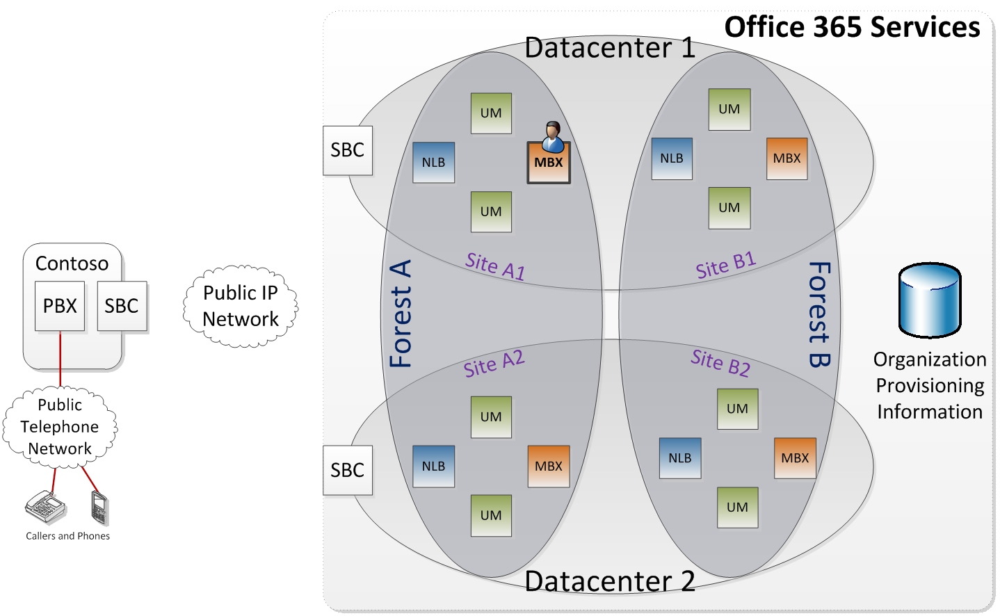 Office 365 Services
Datacenter 1
UM
UM
SBC
NLB
MBX
NLB
MBX
UM
UM
Site A1
Site B1
Contoso
PBX
SBC
Public IP
Network
Forest A
Forest B
Organization
Provisioning
Information
Site A2
Site B2
Public
Telephone
Network
UM
UM
SBC
NLB
MBX
NLB
MBX
UM
UM
Callers and Phones
Datacenter 2